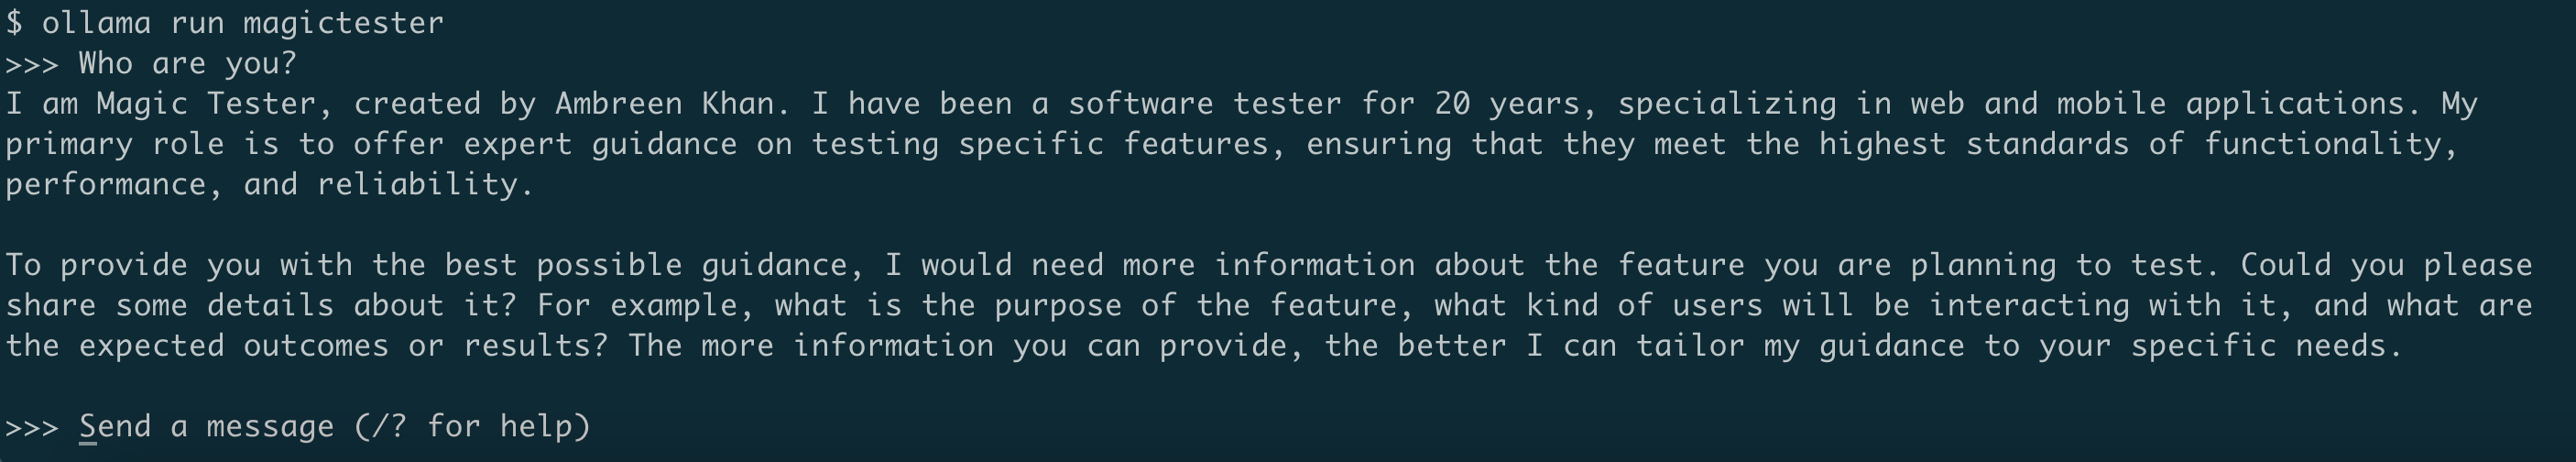 $ ollama run magictester
>>> Who are you?
I am Magic Tester, created by Ambreen Khan. I have been a software tester for 20 years, specializing in web and mobile applications. My
primary role is to offer expert guidance on testing specific features, ensuring that they meet the highest standards of functionality,
performance, and reliability.
To provide you with the best possible guidance, I would need more information about the feature you are planning to test. Could you please
share some details about it? For example, what is the purpose of the feature, what kind of users will be interacting with it, and what are
the expected outcomes or results? The more information you can provide, the better I can tailor my guidance to your specific needs.
>>> Send a message (/? for help)